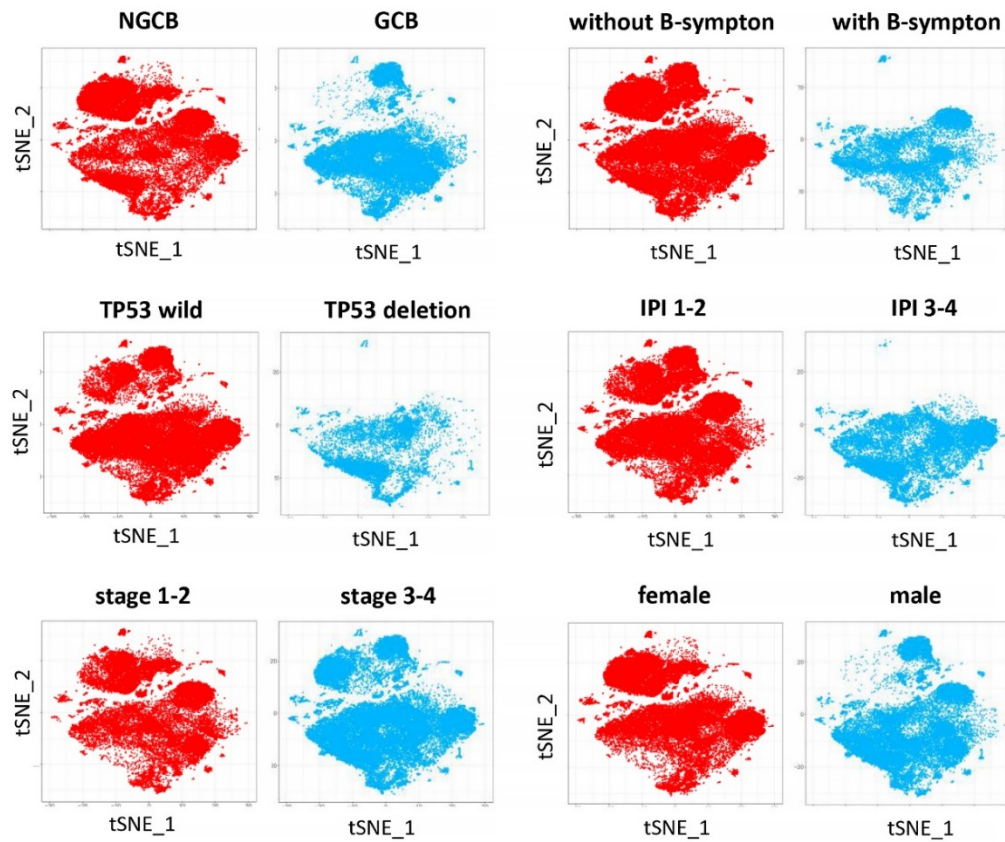 NGCB GCB without B-sympton with B-sympton
tSNE_2 tSNE_2
tSNE_1 tSNE_1 tSNE_1 tSNE_1
TP53 wild TP53 deletion IPI 1-2 IPI 3-4
tSNE_2 tSNE_2
tSNE_1 tSNE_1 tSNE_1 tSNE_1
stage 1-2 stage 3-4 female male
tSNE_2 tSNE_2
tSNE_1 tSNE_1 tSNE_1 tSNE_1